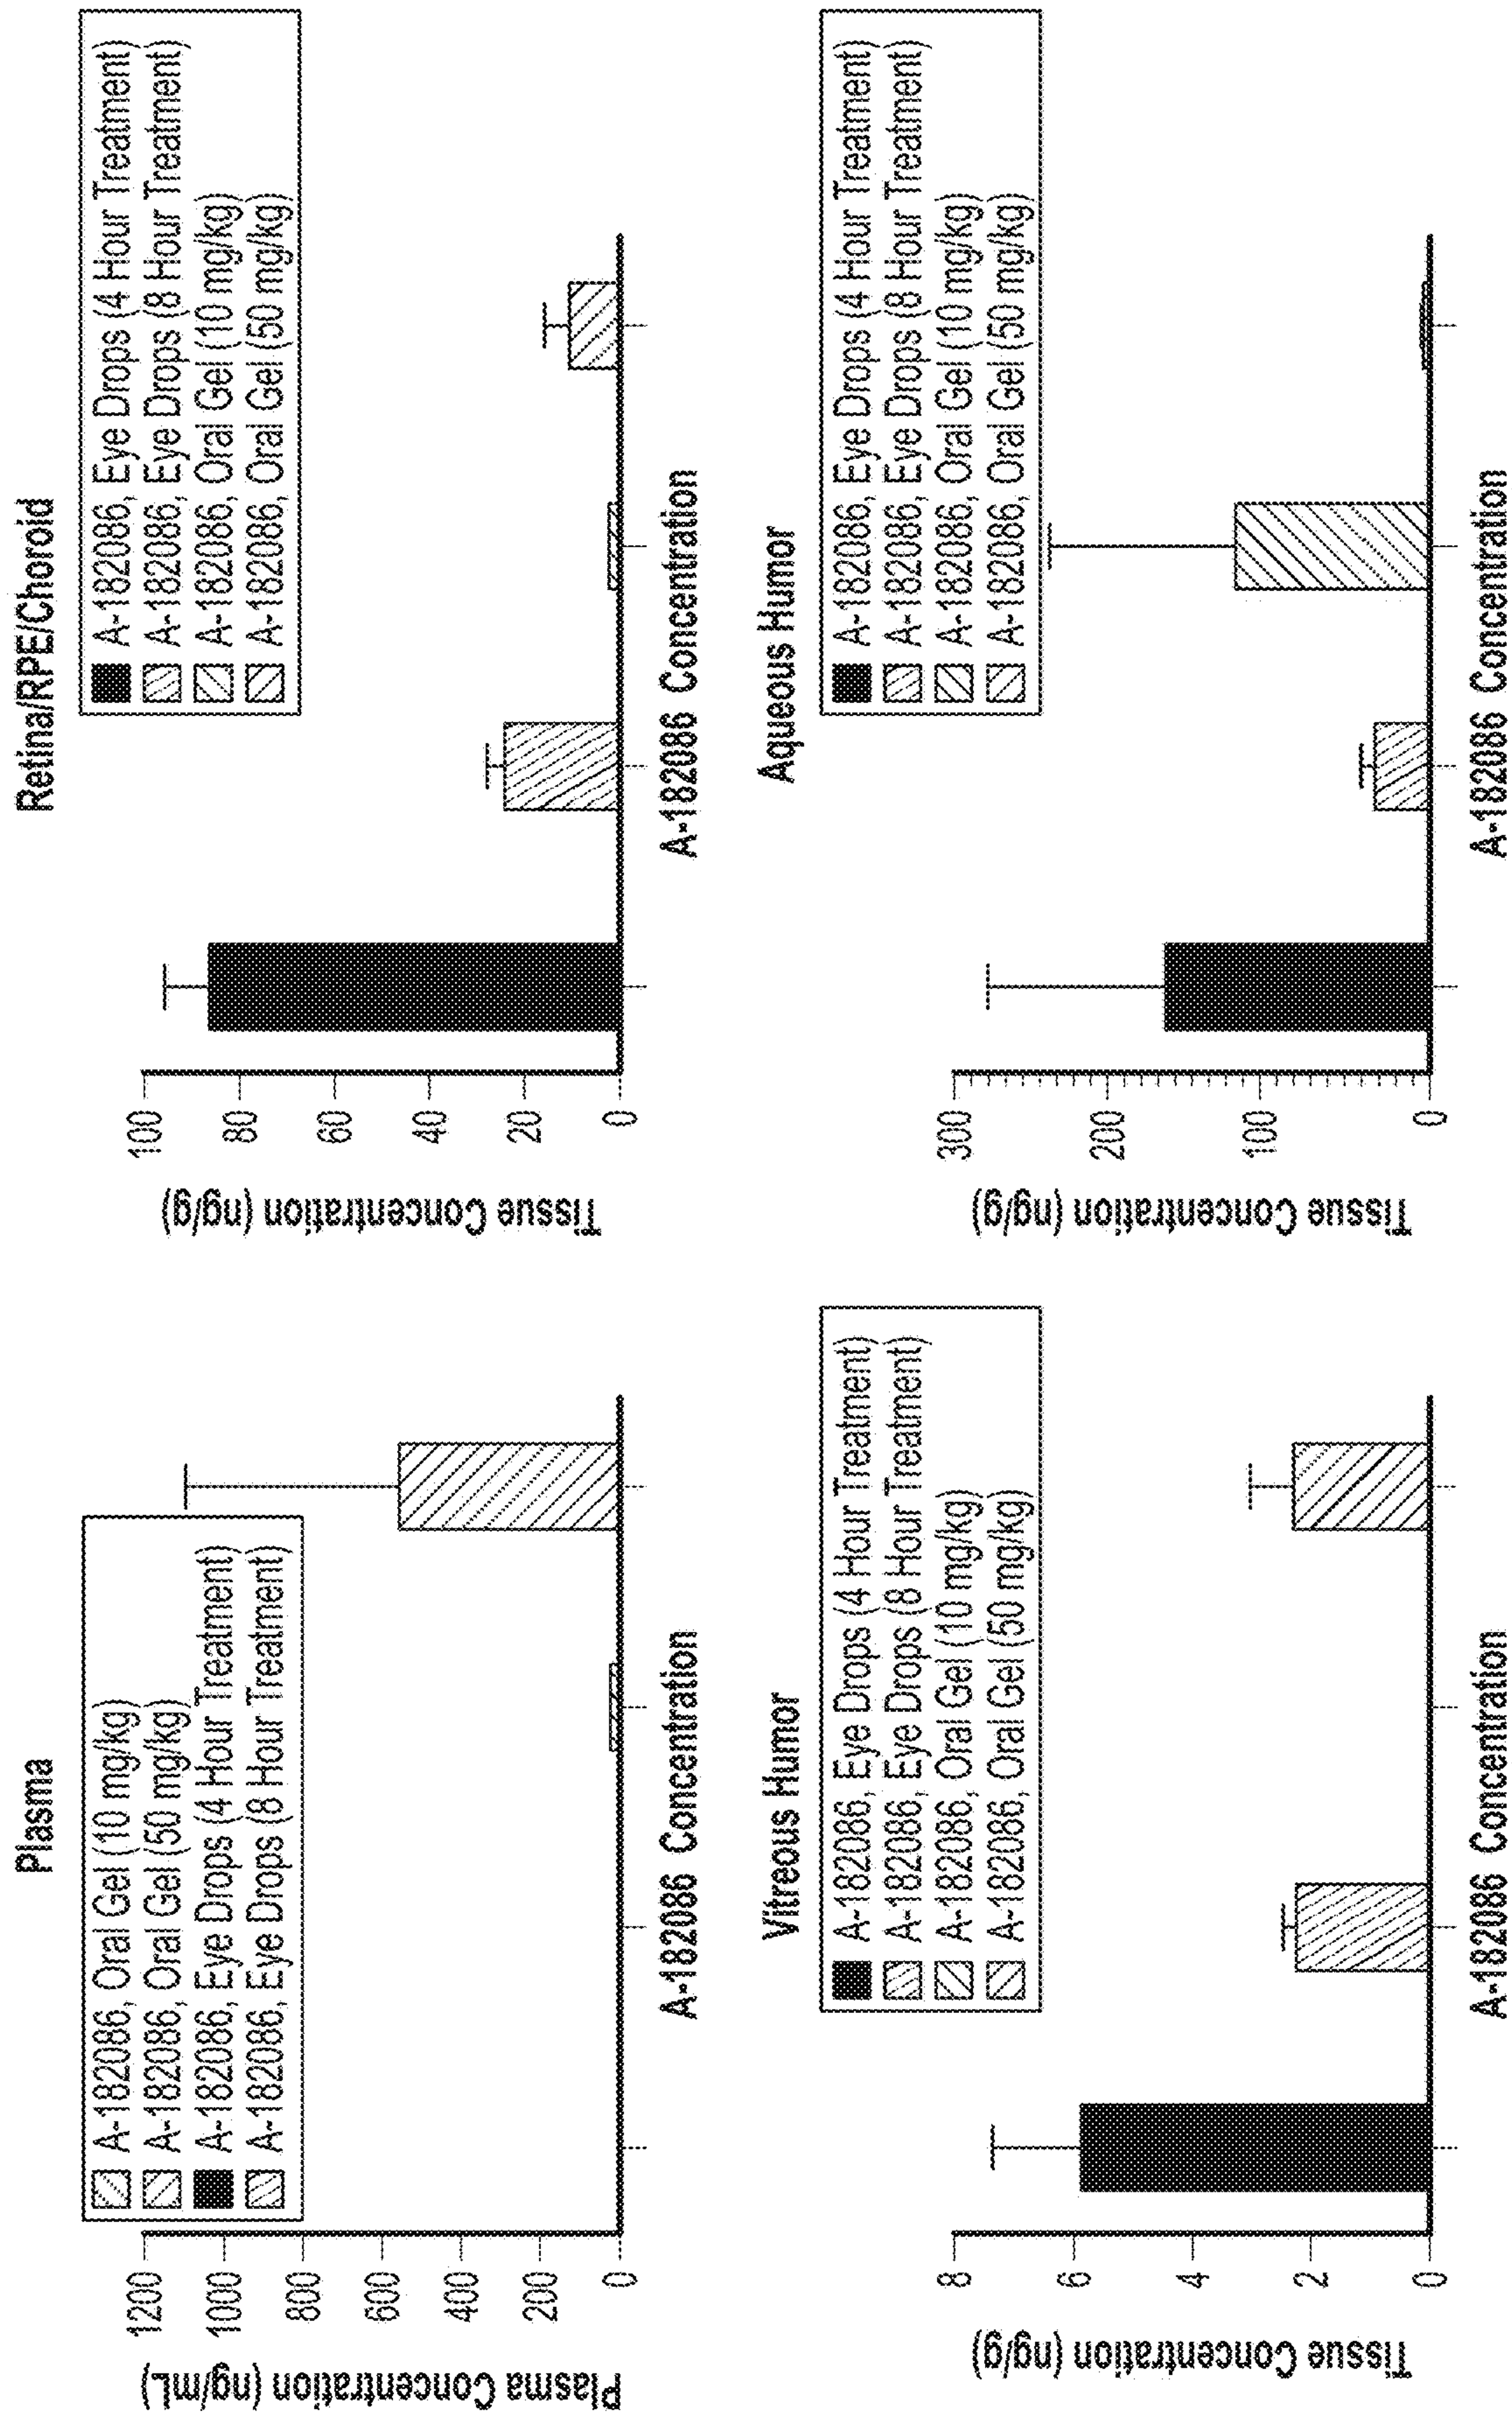 Plasma
Plasma Concentration (ng/mL)
1200
1000
800
600
400
200
0
A-182086, Oral Gel (10 mg/kg)
A-182086, Oral Gel (50 mg/kg)
A-182086, Eye Drops (4 Hour Treatment)
A-182086, Eye Drops (8 Hour Treatment)
A-182086 Concentration
Retina/RPE/Choroid
Tissue Concentration (ng/g)
100
80
60
40
20
0
A-182086, Eye Drops (4 Hour Treatment)
A-182086, Eye Drops (8 Hour Treatment)
A-182086, Oral Gel (10 mg/kg)
A-182086, Oral Gel (50 mg/kg)
A-182086 Concentration
Vitreous Humor
Tissue Concentration (ng/g)
8
6
4
2
0
A-182086, Eye Drops (4 Hour Treatment)
A-182086, Eye Drops (8 Hour Treatment)
A-182086, Oral Gel (10 mg/kg)
A-182086, Oral Gel (50 mg/kg)
A-182086 Concentration
Aqueous Humor
Tissue Concentration (ng/g)
300
200
100
0
A-182086, Eye Drops (4 Hour Treatment)
A-182086, Eye Drops (8 Hour Treatment)
A-182086, Oral Gel (10 mg/kg)
A-182086, Oral Gel (50 mg/kg)
A-182086 Concentration